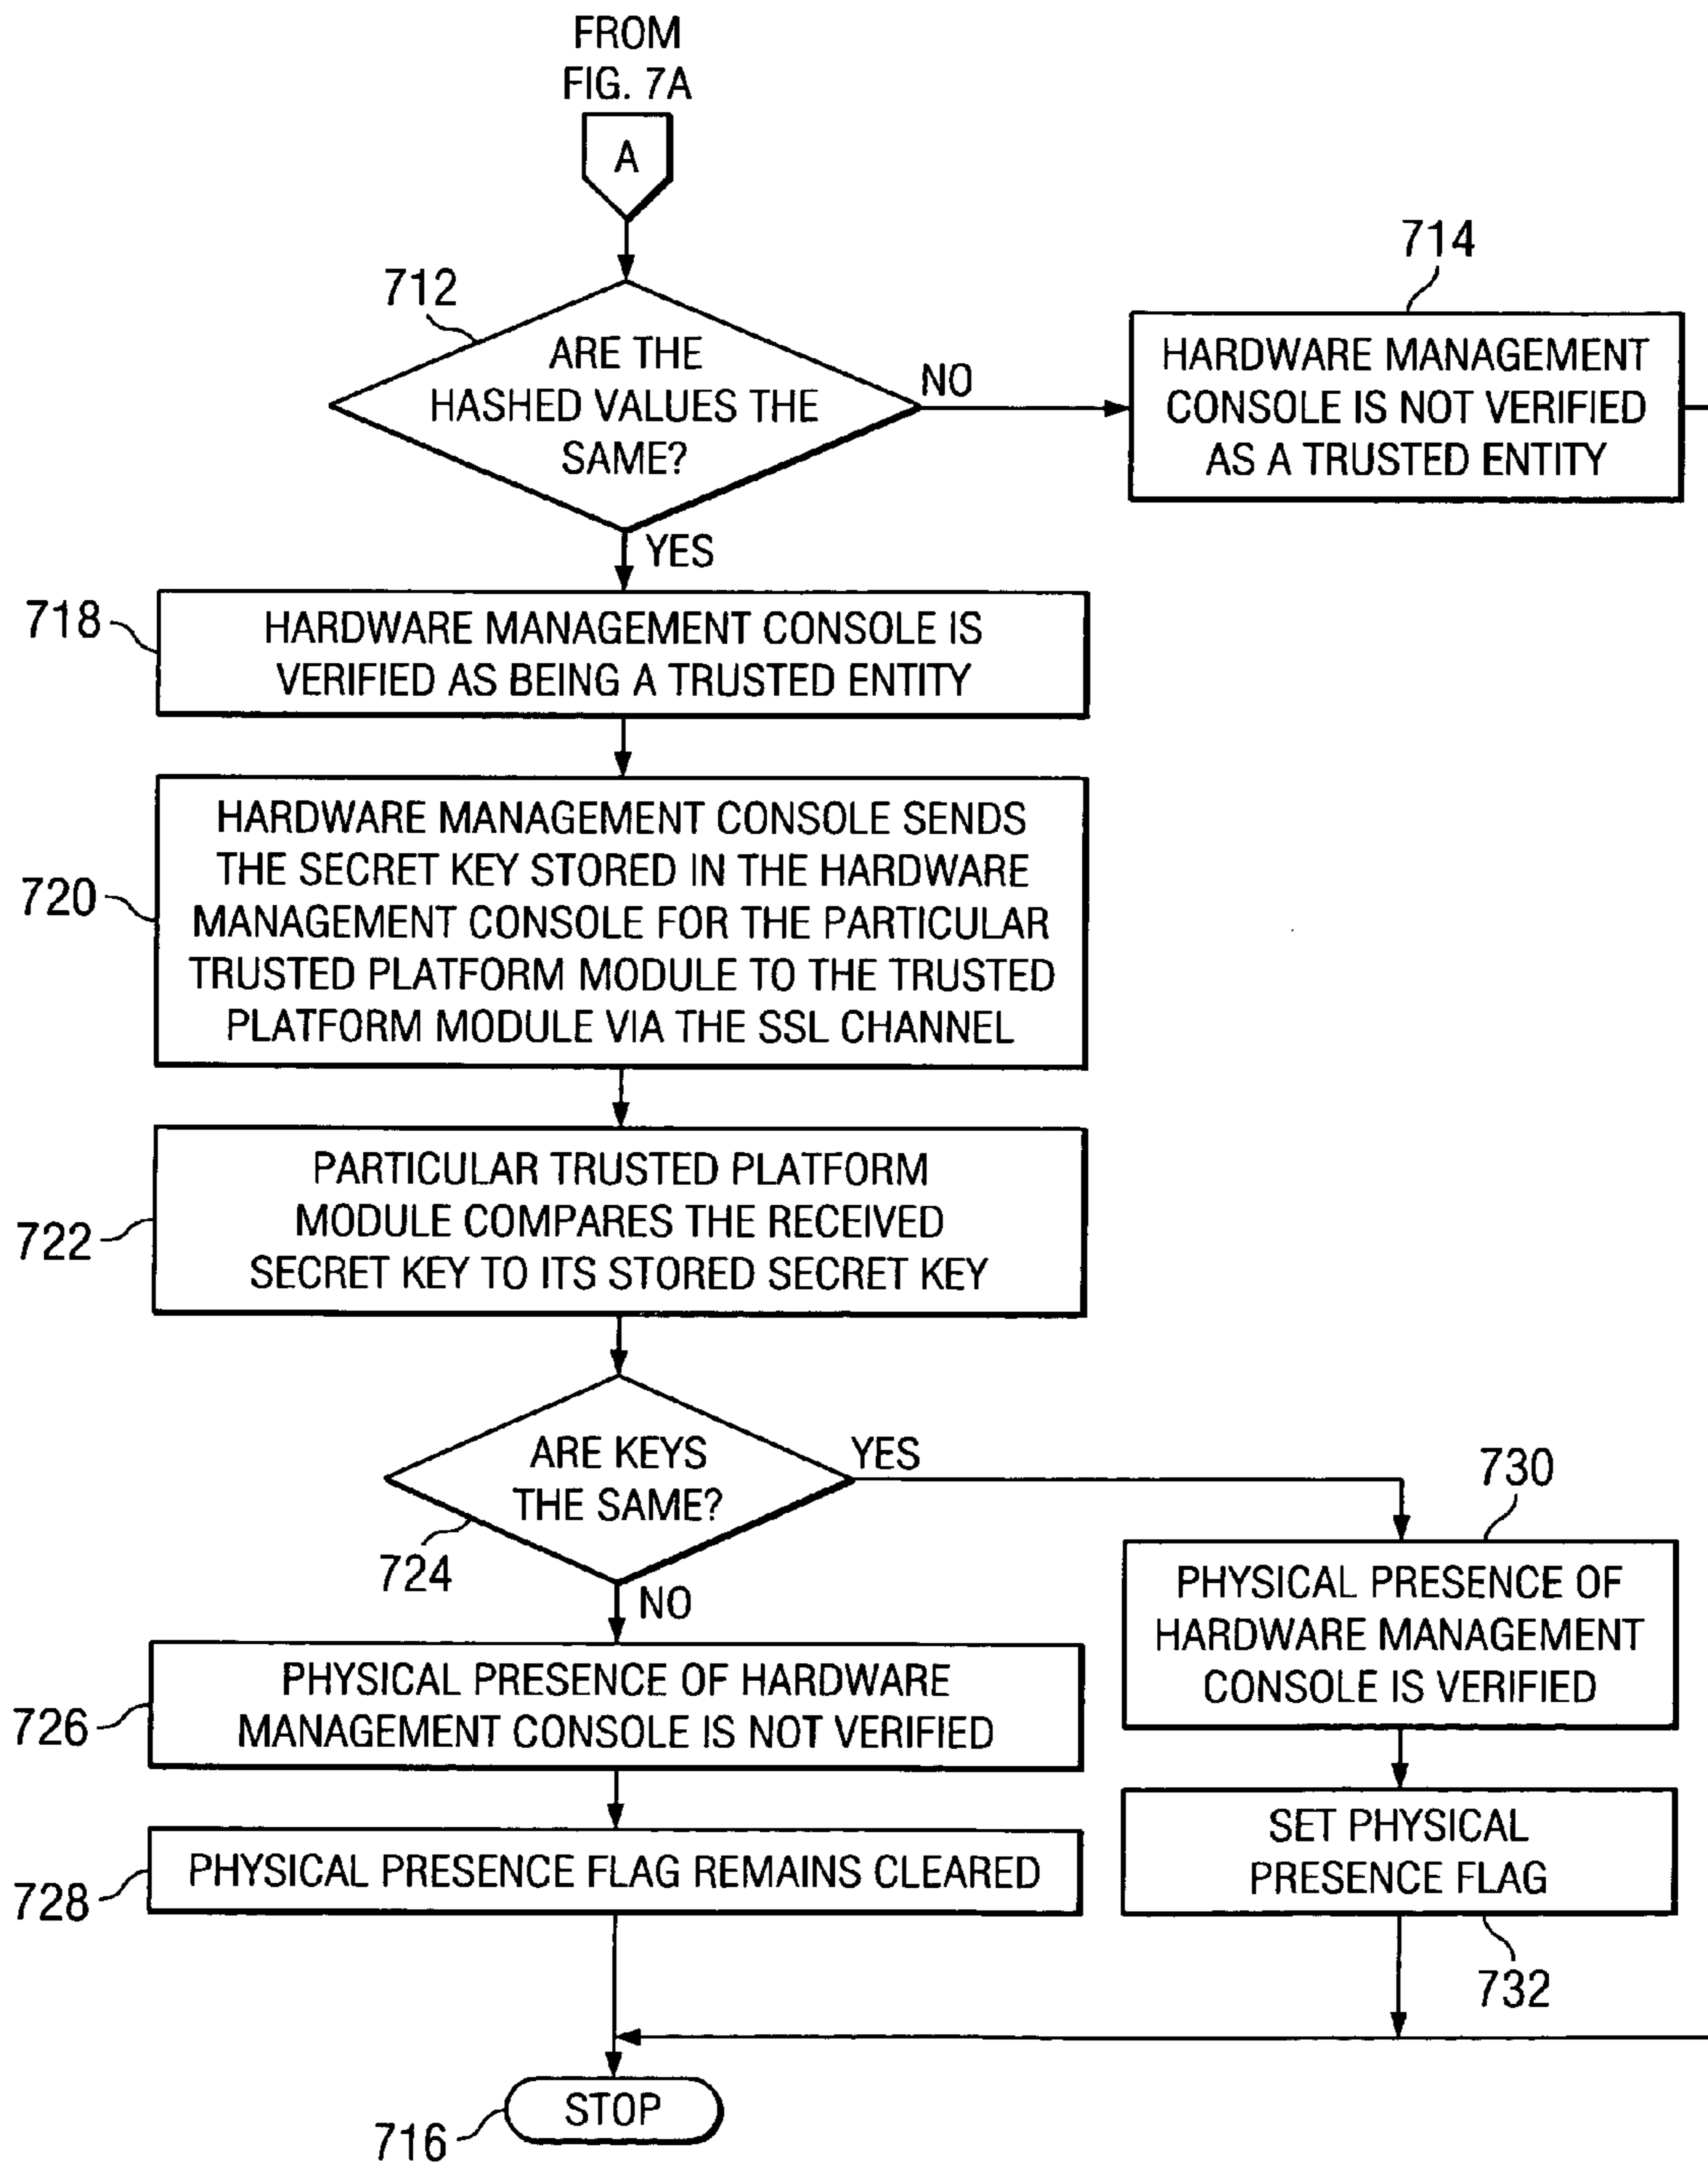 FROM
FIG. 7A
A
712
ARE THE
HASHED VALUES THE
SAME?
NO
714
HARDWARE MANAGEMENT
CONSOLE IS NOT VERIFIED
AS A TRUSTED ENTITY
YES
718
HARDWARE MANAGEMENT CONSOLE IS
VERIFIED AS BEING A TRUSTED ENTITY
720
HARDWARE MANAGEMENT CONSOLE SENDS
THE SECRET KEY STORED IN THE HARDWARE
MANAGEMENT CONSOLE FOR THE PARTICULAR
TRUSTED PLATFORM MODULE TO THE TRUSTED
PLATFORM MODULE VIA THE SSL CHANNEL
722
PARTICULAR TRUSTED PLATFORM
MODULE COMPARES THE RECEIVED
SECRET KEY TO ITS STORED SECRET KEY
ARE KEYS
THE SAME?
724
YES
NO
730
PHYSICAL PRESENCE OF
HARDWARE MANAGEMENT
CONSOLE IS VERIFIED
726
PHYSICAL PRESENCE OF HARDWARE
MANAGEMENT CONSOLE IS NOT VERIFIED
728
PHYSICAL PRESENCE FLAG REMAINS CLEARED
SET PHYSICAL
PRESENCE FLAG
732
716
STOP